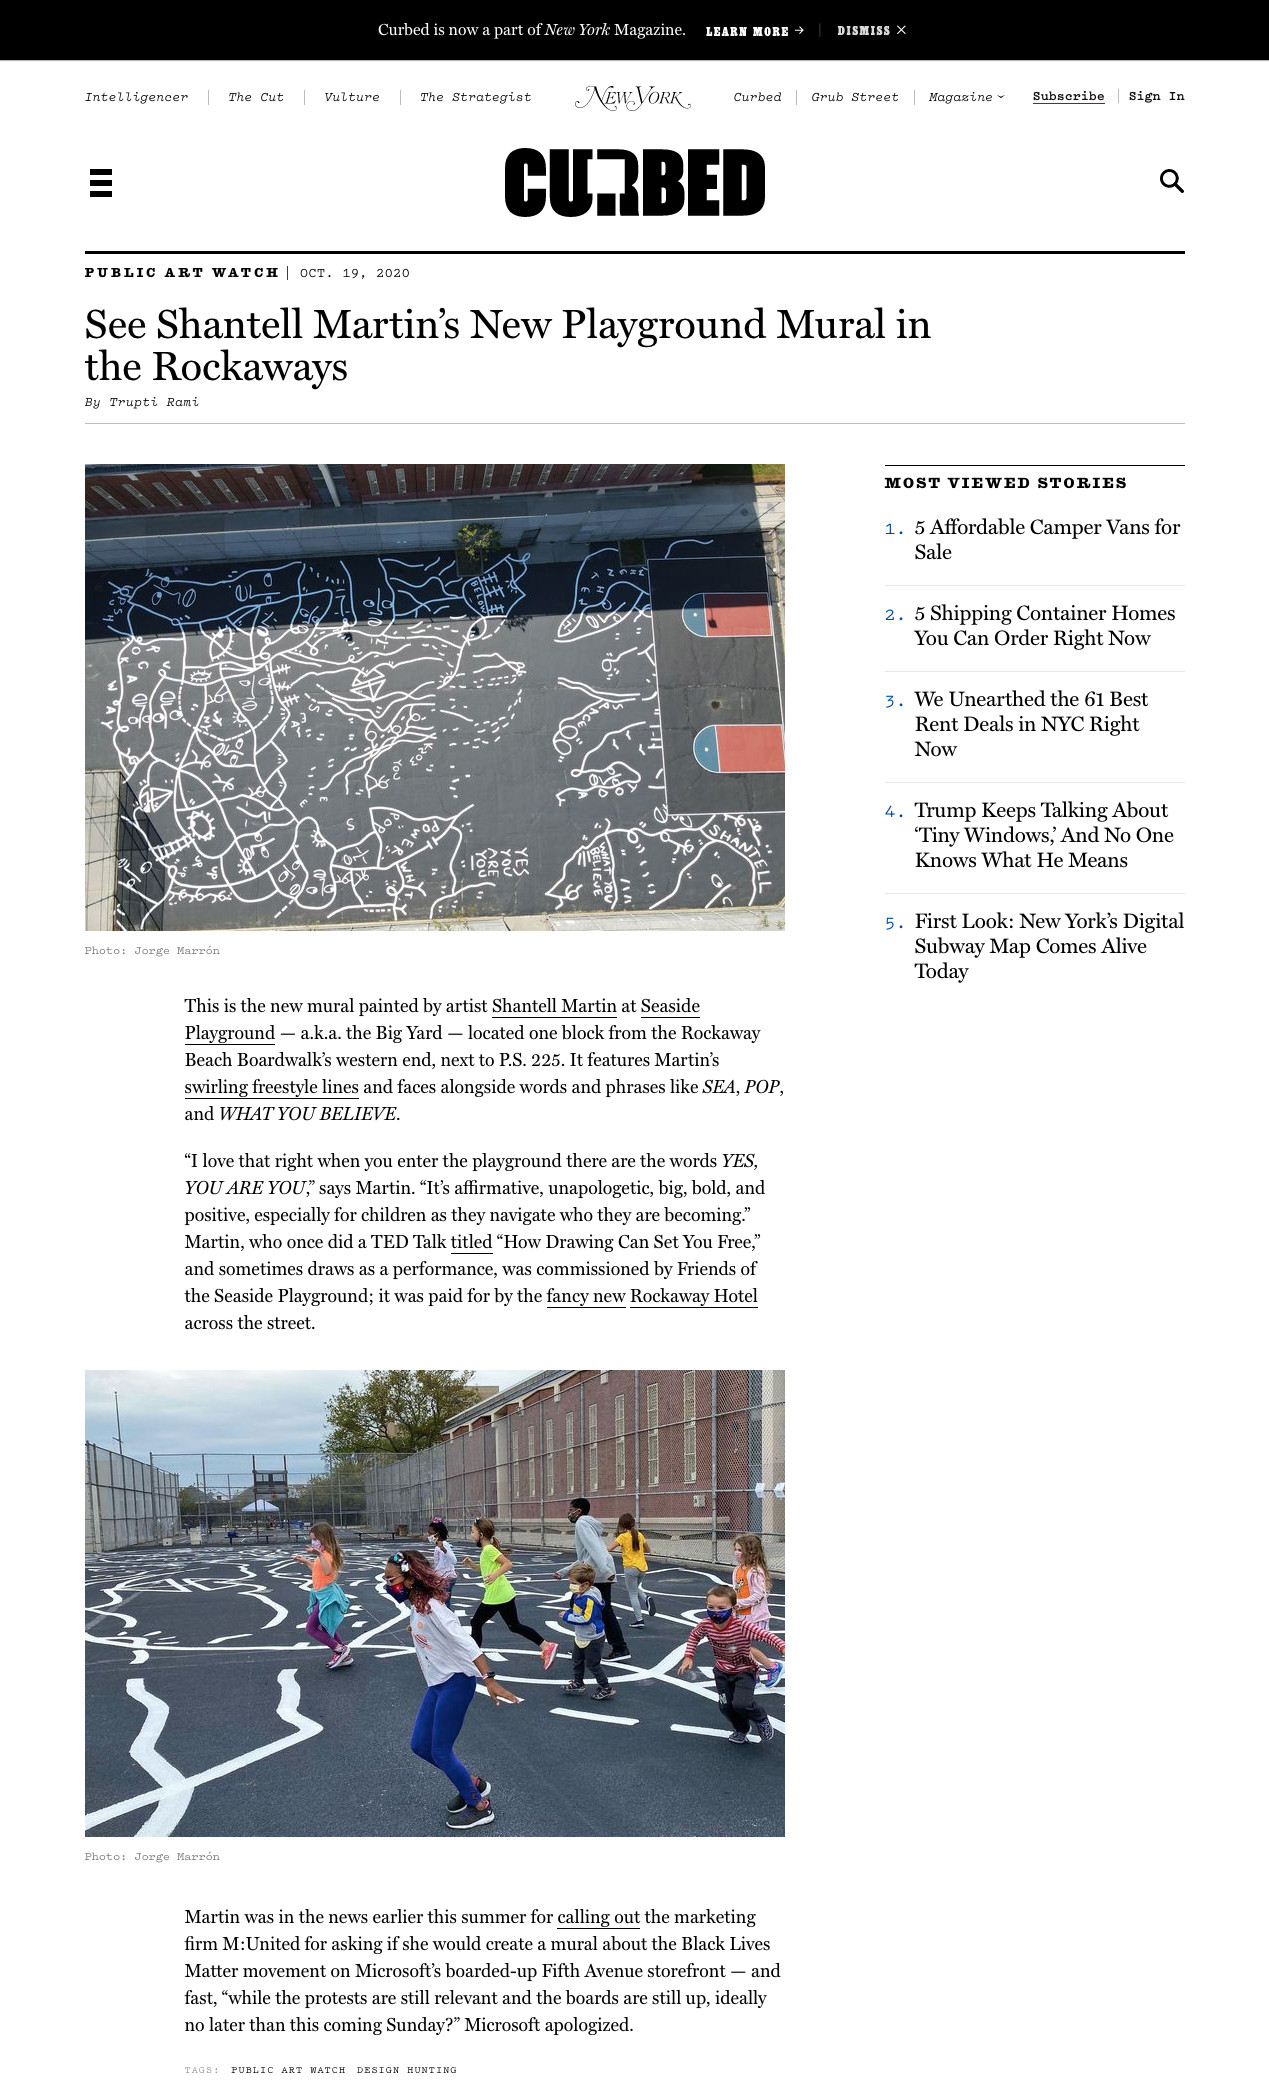 Curbed is now a part of New York Magazine. LEARN MORE → DISMISS ×
Intelligencer The Cut Vulture The Strategist NEW YORK Curbed Grub Street Magazine Subscribe Sign In
CURBED
PUBLIC ART WATCH OCT. 19, 2020
See Shantell Martin’s New Playground Mural in
the Rockaways
By Trupti Rami
BELOW
YES
YOU
ARE
YOU
POWER
POP
WHAT
WHAT YOU
BELIEVE
SHANTELL
Photo: Jorge Marrón
MOST VIEWED STORIES
1. 5 Affordable Camper Vans for
Sale
2. 5 Shipping Container Homes
You Can Order Right Now
3. We Unearthed the 61 Best
Rent Deals in NYC Right
Now
4. Trump Keeps Talking About
‘Tiny Windows,’ And No One
Knows What He Means
5. First Look: New York’s Digital
Subway Map Comes Alive
Today
This is the new mural painted by artist Shantell Martin at Seaside
Playground — a.k.a. the Big Yard — located one block from the Rockaway
Beach Boardwalk’s western end, next to P.S. 225. It features Martin’s
swirling freestyle lines and faces alongside words and phrases like SEA, POP,
and WHAT YOU BELIEVE.
“I love that right when you enter the playground there are the words YES,
YOU ARE YOU,” says Martin. “It’s affirmative, unapologetic, big, bold, and
positive, especially for children as they navigate who they are becoming.”
Martin, who once did a TED Talk titled “How Drawing Can Set You Free,”
and sometimes draws as a performance, was commissioned by Friends of
the Seaside Playground; it was paid for by the fancy new Rockaway Hotel
across the street.
Photo: Jorge Marrón
Martin was in the news earlier this summer for calling out the marketing
firm M:United for asking if she would create a mural about the Black Lives
Matter movement on Microsoft’s boarded-up Fifth Avenue storefront — and
fast, “while the protests are still relevant and the boards are still up, ideally
no later than this coming Sunday?” Microsoft apologized.
TAGS: PUBLIC ART WATCH DESIGN HUNTING